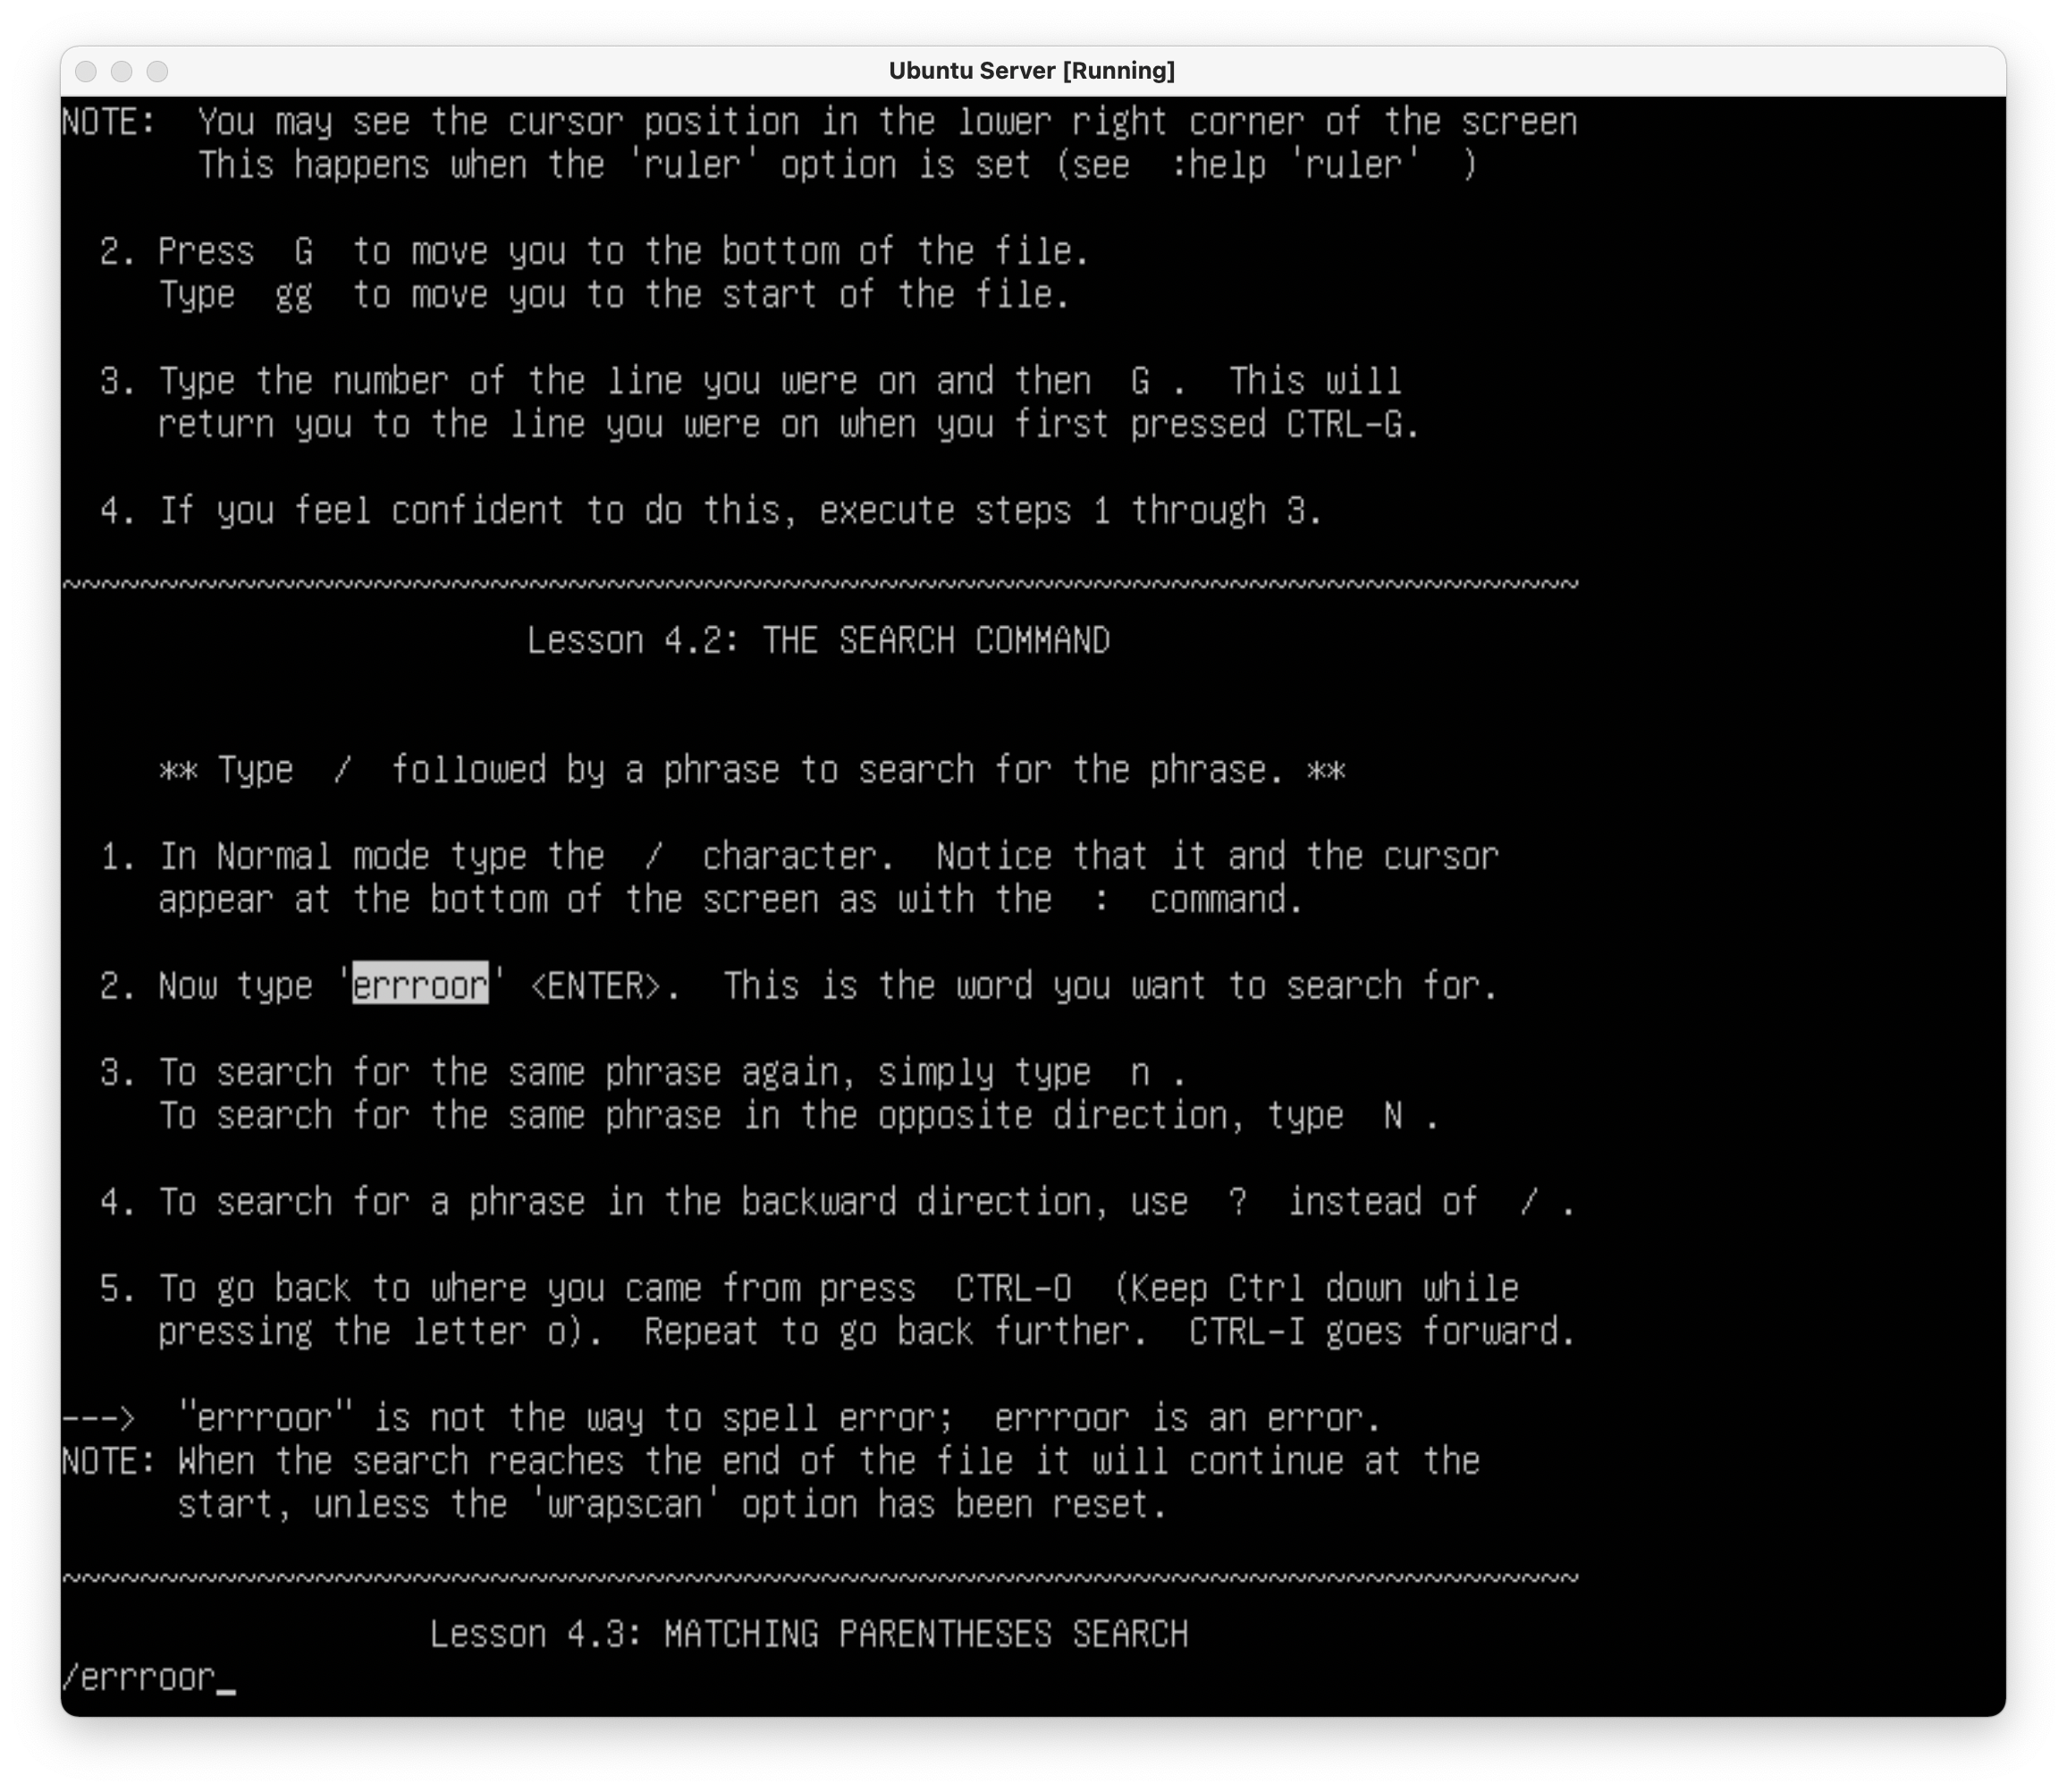 Ubuntu Server [Running]
NOTE:  You may see the cursor position in the lower right corner of the screen
       This happens when the 'ruler' option is set (see  :help 'ruler'  )

  2. Press  G  to move you to the bottom of the file.
     Type  gg  to move you to the start of the file.

  3. Type the number of the line you were on and then  G .  This will
     return you to the line you were on when you first pressed CTRL-G.

  4. If you feel confident to do this, execute steps 1 through 3.

~~~~~~~~~~~~~~~~~~~~~~~~~~~~~~~~~~~~~~~~~~~~~~~~~~~~~~~~~~~~~~~~~~~~~~~~~~~~~~
                        Lesson 4.2: THE SEARCH COMMAND


     ** Type  /  followed by a phrase to search for the phrase. **

  1. In Normal mode type the  /  character.  Notice that it and the cursor
     appear at the bottom of the screen as with the  :  command.

  2. Now type 'errroor' <ENTER>.  This is the word you want to search for.

  3. To search for the same phrase again, simply type  n .
     To search for the same phrase in the opposite direction, type  N .

  4. To search for a phrase in the backward direction, use  ?  instead of  / .

  5. To go back to where you came from press  CTRL-O  (Keep Ctrl down while
     pressing the letter o).  Repeat to go back further.  CTRL-I goes forward.

--->  "errroor" is not the way to spell error;  errroor is an error.
NOTE: When the search reaches the end of the file it will continue at the
      start, unless the 'wrapscan' option has been reset.

~~~~~~~~~~~~~~~~~~~~~~~~~~~~~~~~~~~~~~~~~~~~~~~~~~~~~~~~~~~~~~~~~~~~~~~~~~~~~~
                   Lesson 4.3: MATCHING PARENTHESES SEARCH
/errroor_